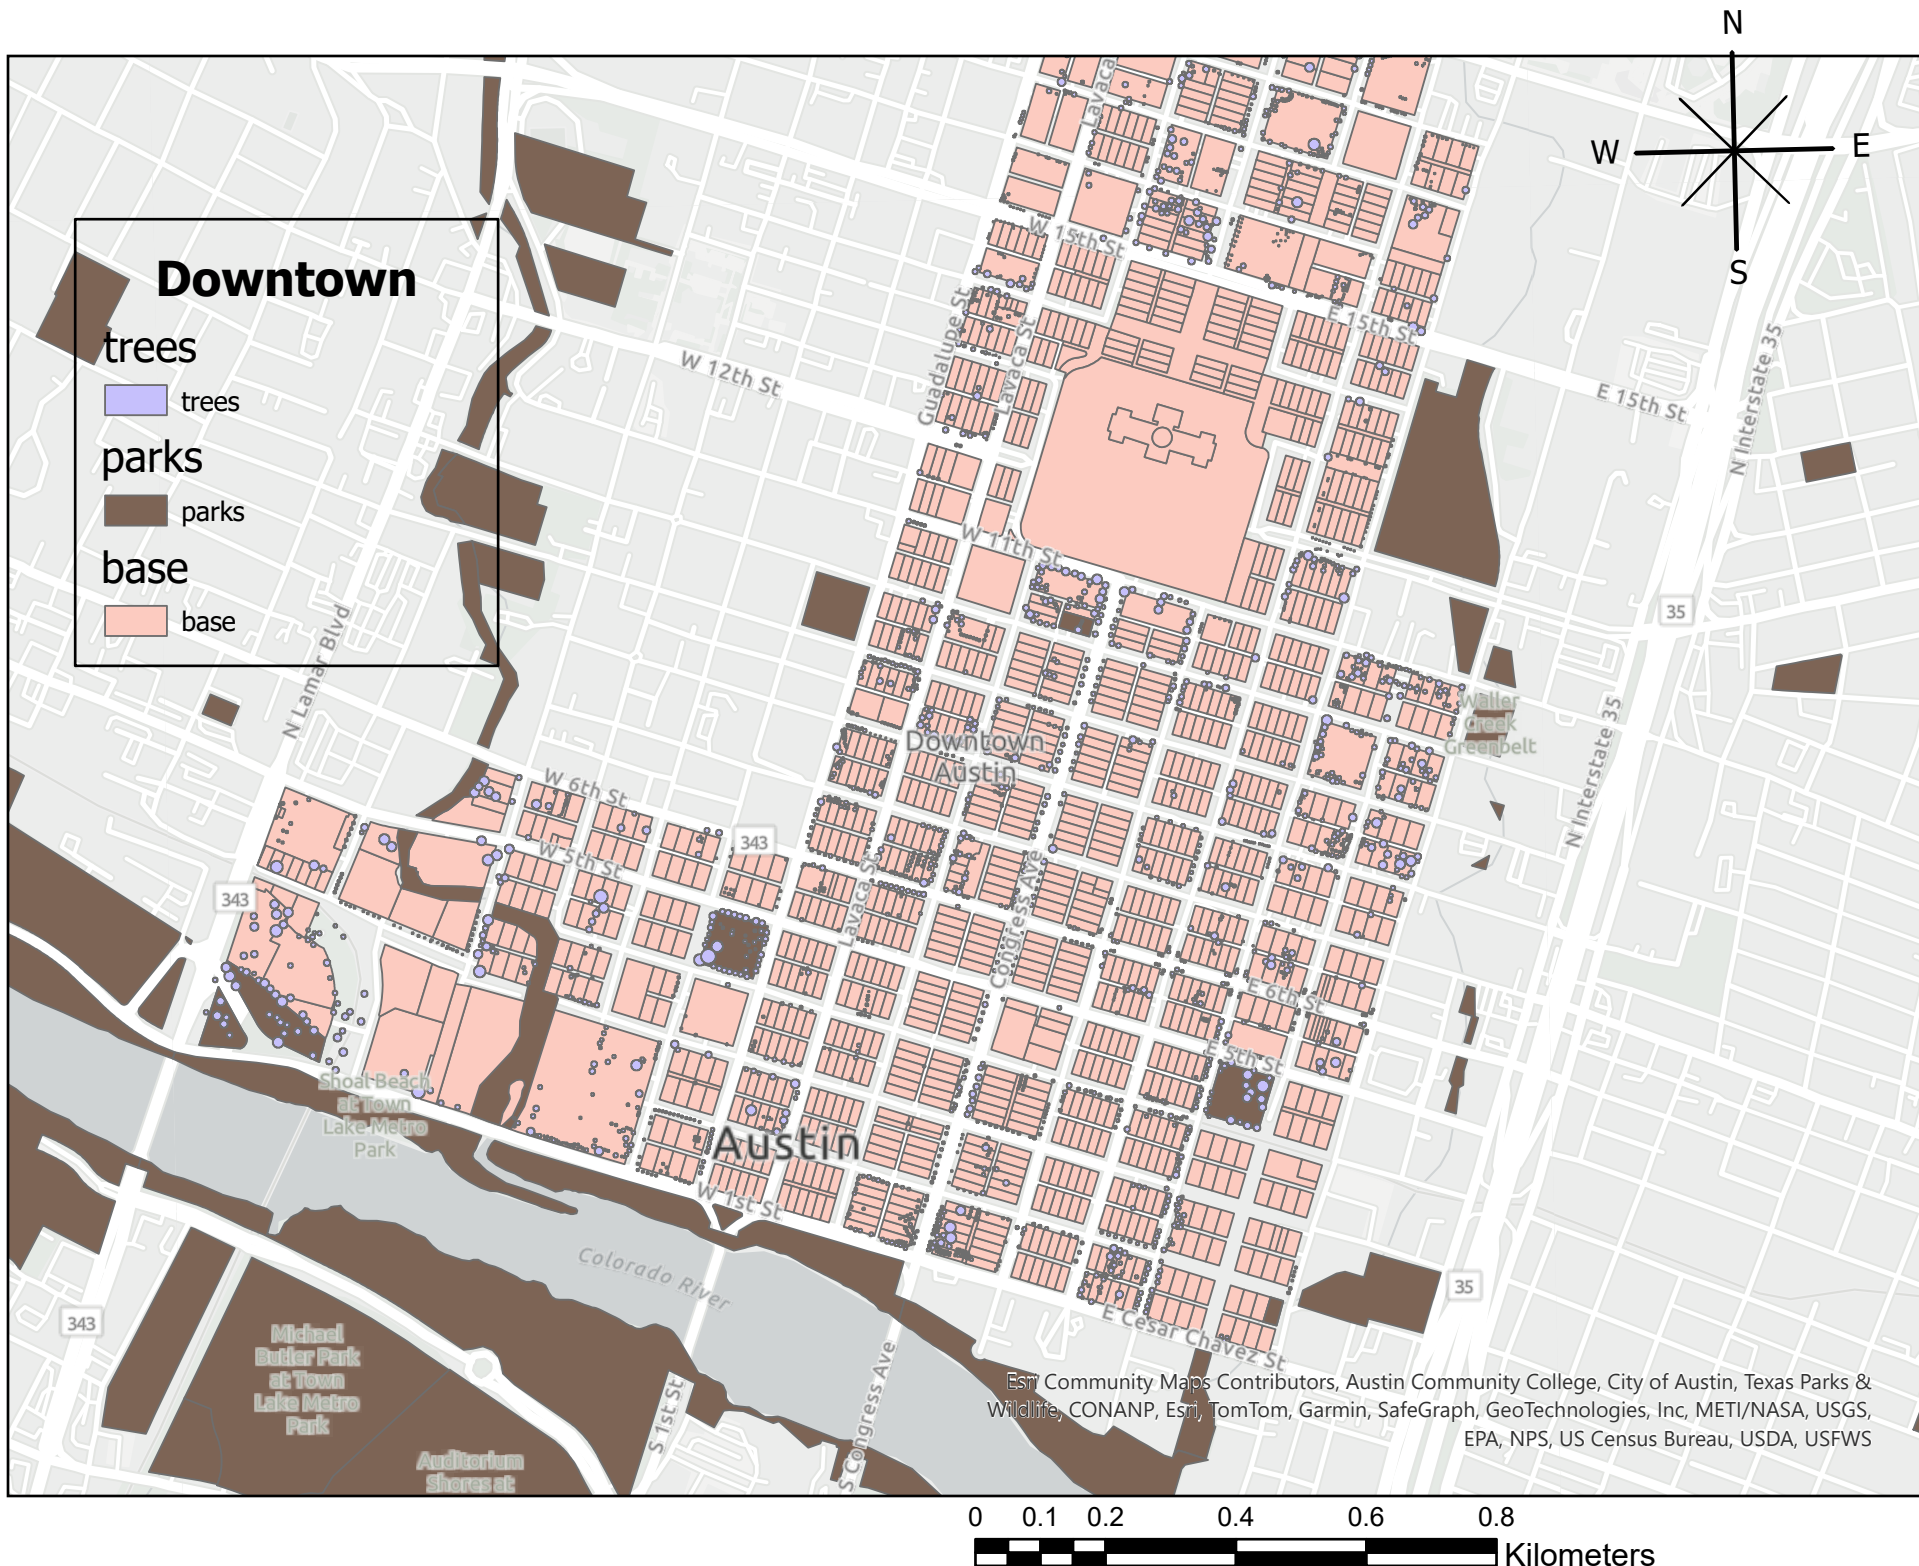 N
W
E
S
Downtown
trees
trees
parks
parks
base
base
Lavaca
W 15th St
E 15th St
E 15th St
N Interstate 35
W 12th St
Guadalupe St
Lavaca St
W 11th St
35
N Lamar Blvd
Waller
Creek
Greenbelt
N Interstate 35
Downtown
Austin
W 6th St
343
W 5th St
343
Lavaca St
Congress Ave
E 6th St
E 5th St
Shoal Beach
at Town
Lake Metro
Park
Austin
W 1st St
Colorado River
35
343
E Cesar Chavez St
Michael
Butler Park
at Town
Lake Metro
Park
S 1st St
S Congress Ave
Auditorium
Shores at
Esri Community Maps Contributors, Austin Community College, City of Austin, Texas Parks &
Wildlife, CONANP, Esri, TomTom, Garmin, SafeGraph, GeoTechnologies, Inc, METI/NASA, USGS,
EPA, NPS, US Census Bureau, USDA, USFWS
0 0.1 0.2 0.4 0.6 0.8
Kilometers